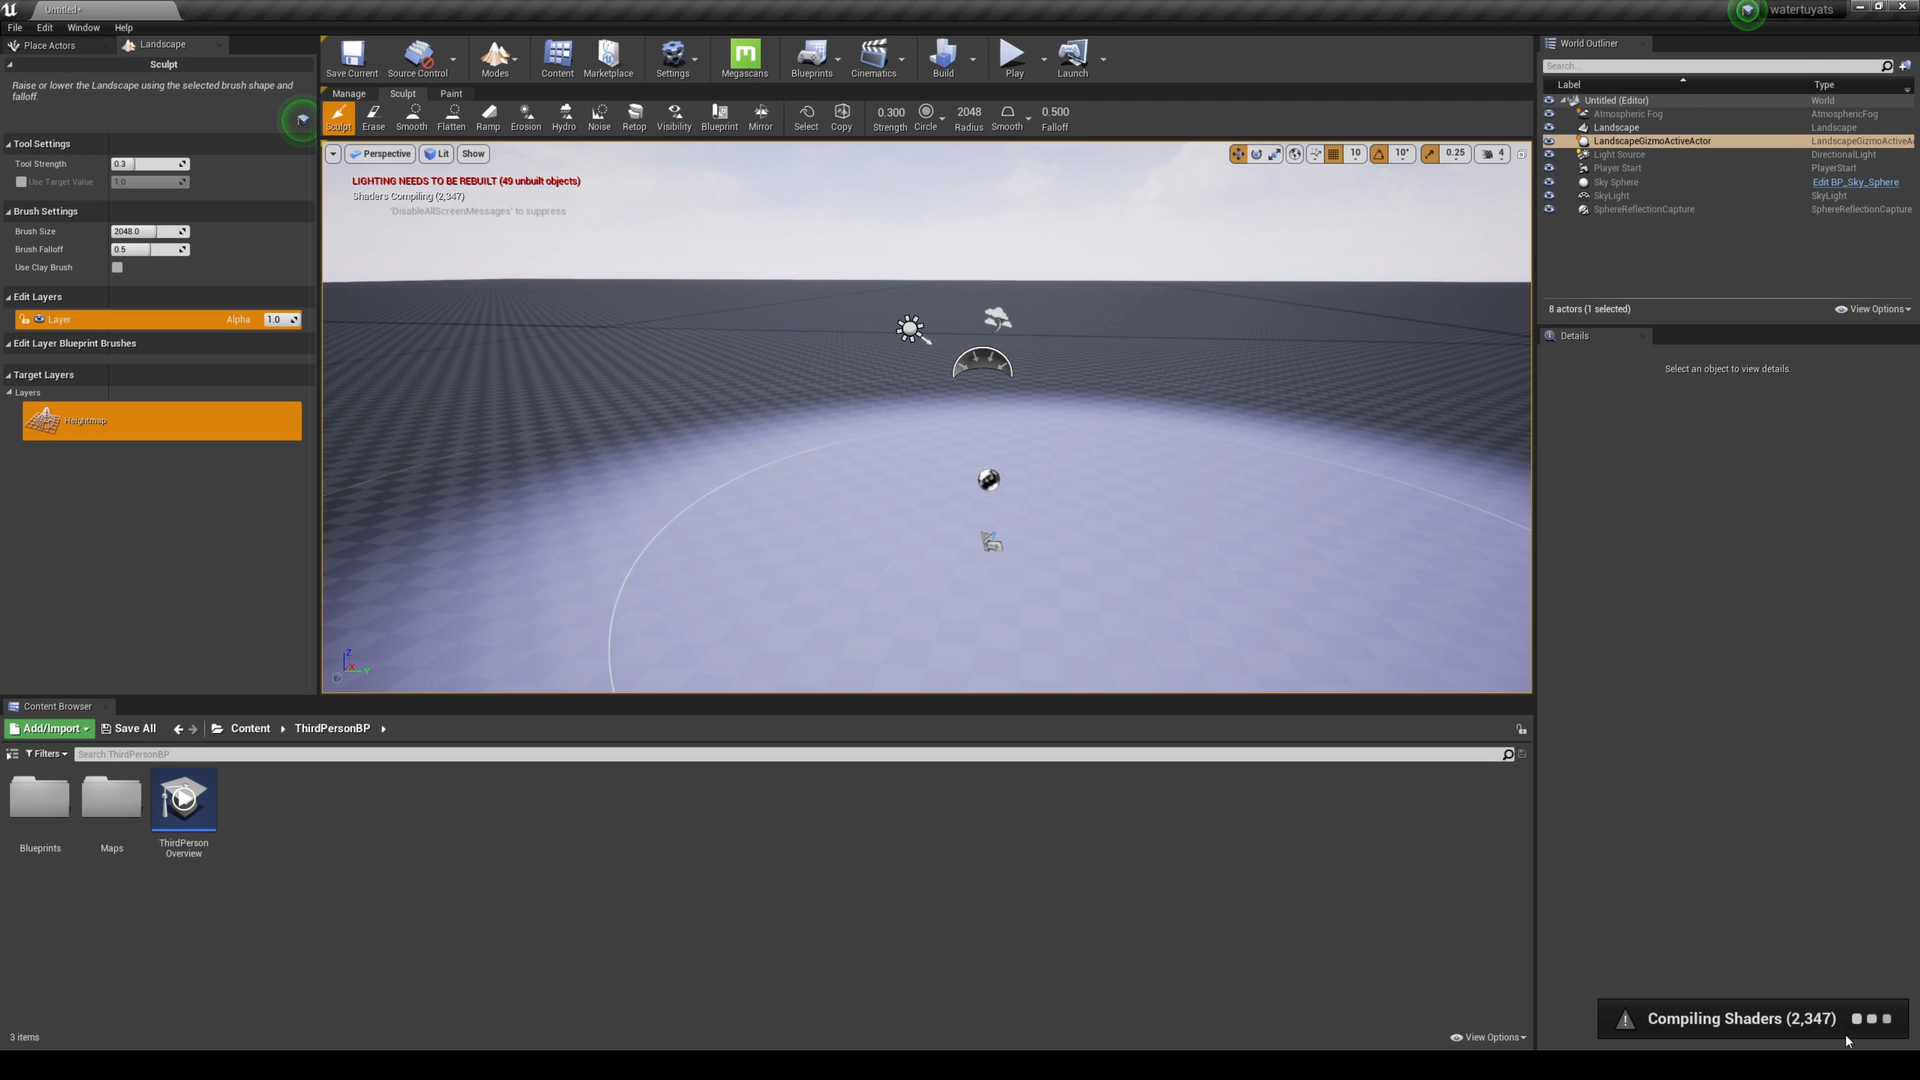 Untitled*
watertuyats
File Edit Window Help
Place Actors
Landscape
Sculpt
Raise or lower the Landscape using the selected brush shape and falloff.
Tool Settings
Tool Strength 0.3
Use Target Value 1.0
Brush Settings
Brush Size 2048.0
Brush Falloff 0.5
Use Clay Brush
Edit Layers
Layer Alpha 1.0
Edit Layer Blueprint Brushes
Target Layers
Layers
Heightmap
Save Current Source Control Modes Content Marketplace Settings Megascans Blueprints Cinematics Build Play Launch
Manage Sculpt Paint
Sculpt Erase Smooth Flatten Ramp Erosion Hydro Noise Retop Visibility Blueprint Mirror Select Copy
0.300 2048 0.500
Strength Circle Radius Smooth Falloff
Perspective Lit Show
10 10° 0.25 4
LIGHTING NEEDS TO BE REBUILT (49 unbuilt objects)
Shaders Compiling (2,347)
'DisableAllScreenMessages' to suppress
Z
X
Y
World Outliner
Search...
Label Type
Untitled (Editor) World
Atmospheric Fog AtmosphericFog
Landscape Landscape
LandscapeGizmoActiveActor LandscapeGizmoActiveA
Light Source DirectionalLight
Player Start PlayerStart
Sky Sphere Edit BP_Sky_Sphere
SkyLight SkyLight
SphereReflectionCapture SphereReflectionCapture
8 actors (1 selected)
View Options
Details
Select an object to view details.
Content Browser
Add/Import Save All Content ThirdPersonBP
Filters Search ThirdPersonBP
Blueprints
Maps
ThirdPerson
Overview
3 items
View Options
Compiling Shaders (2,347)